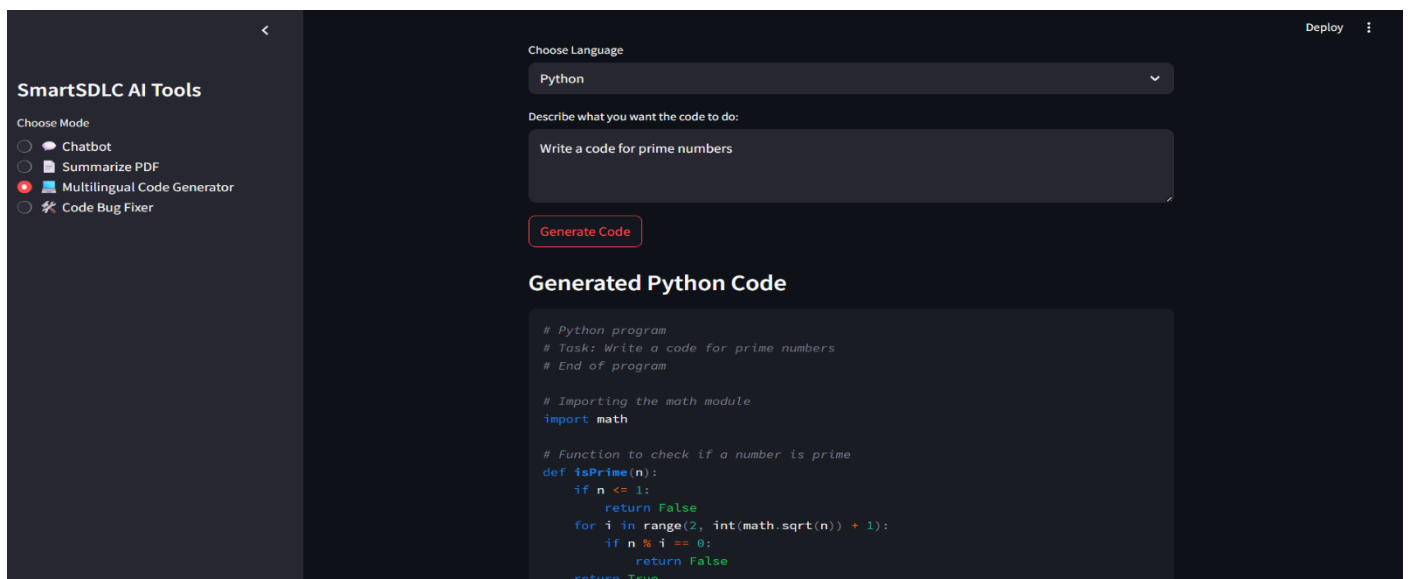 Deploy
SmartSDLC AI Tools
Choose Mode
💬 Chatbot
📄 Summarize PDF
💻 Multilingual Code Generator
🛠 Code Bug Fixer
Choose Language
Python
Describe what you want the code to do:
Write a code for prime numbers
Generate Code
Generated Python Code
# Python program
# Task: Write a code for prime numbers
# End of program
# Importing the math module
import math
# Function to check if a number is prime
def isPrime(n):
    if n <= 1:
        return False
    for i in range(2, int(math.sqrt(n)) + 1):
        if n % i == 0:
            return False
    return True